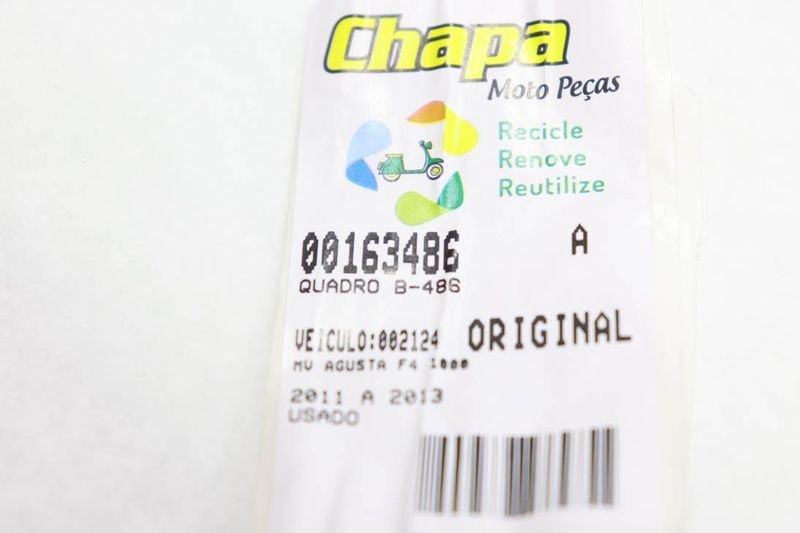 Chapa
Moto Peças
Recicle
Renove
Reutilize
00163486 A
QUADRO B-486
VEICULO:002124 ORIGINAL
MV AGUSTA F4 1000
2011 A 2013
USADO